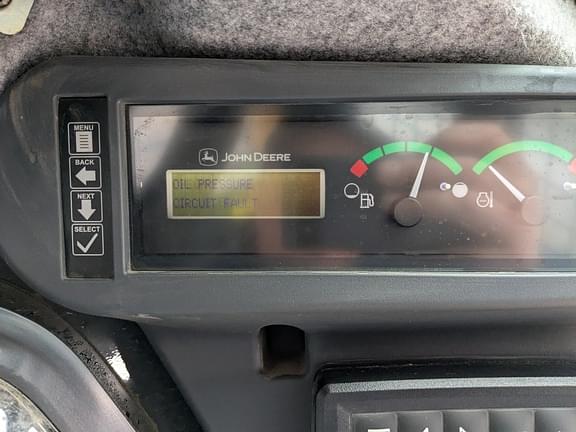 MENU
BACK
NEXT
SELECT
JOHN DEERE
OIL PRESSURE
CIRCUIT FAULT